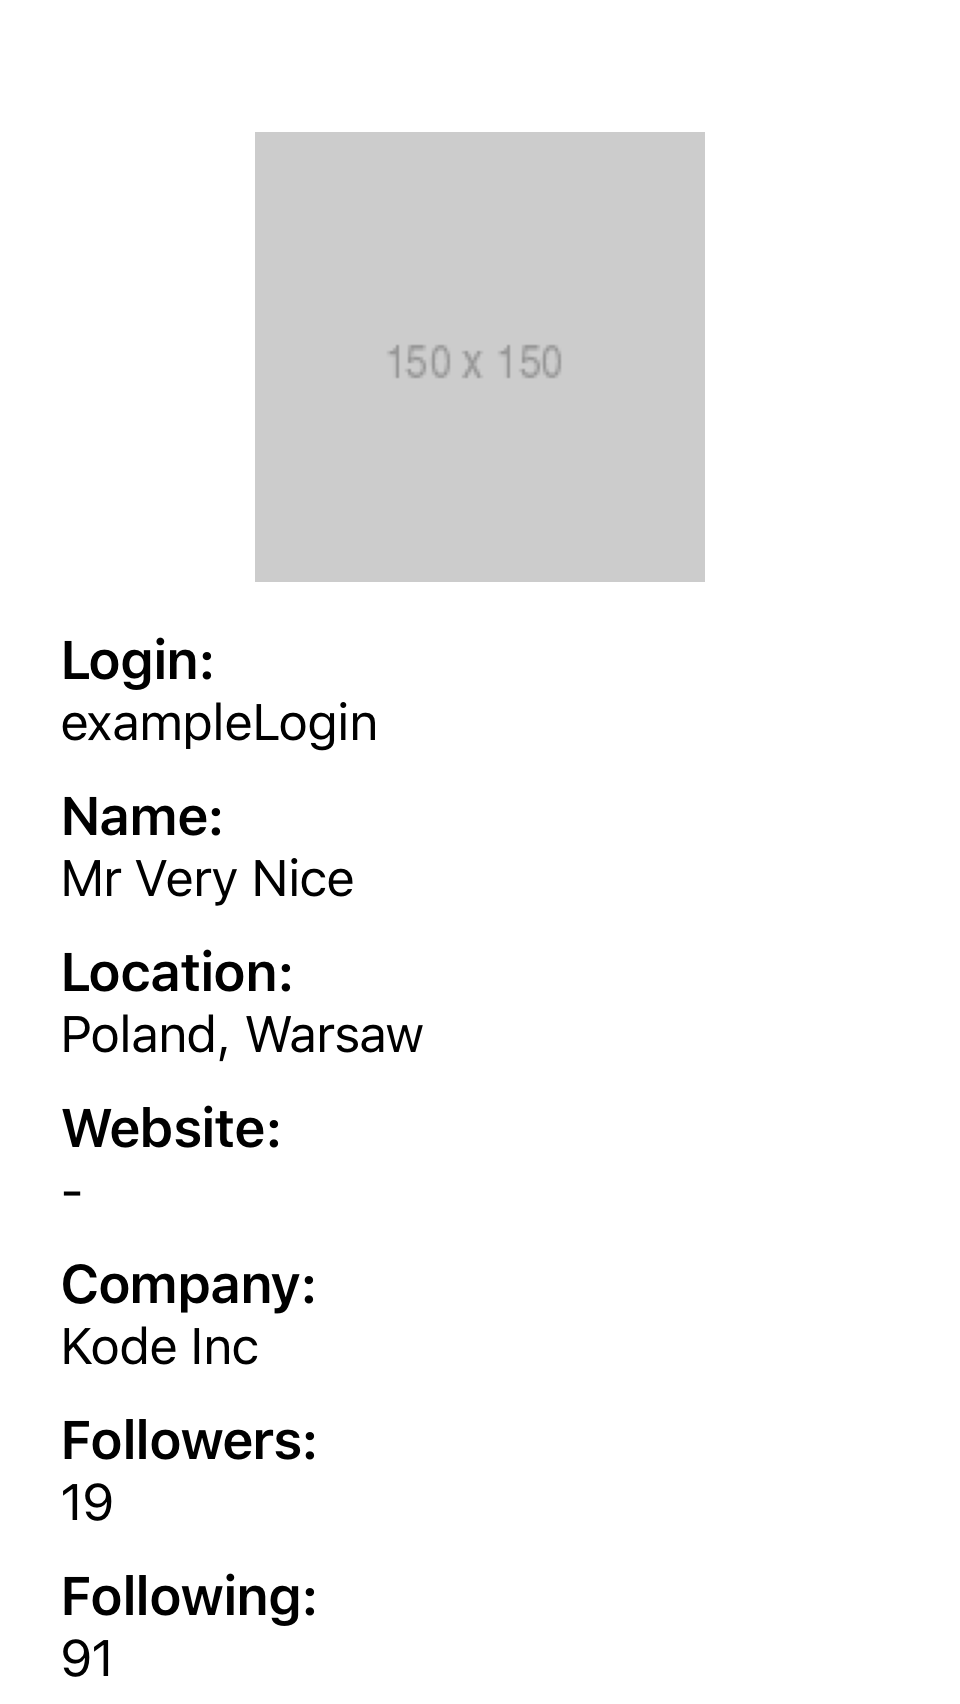 150 x 150
Login:
exampleLogin
Name:
Mr Very Nice
Location:
Poland, Warsaw
Website:
-
Company:
Kode Inc
Followers:
19
Following:
91